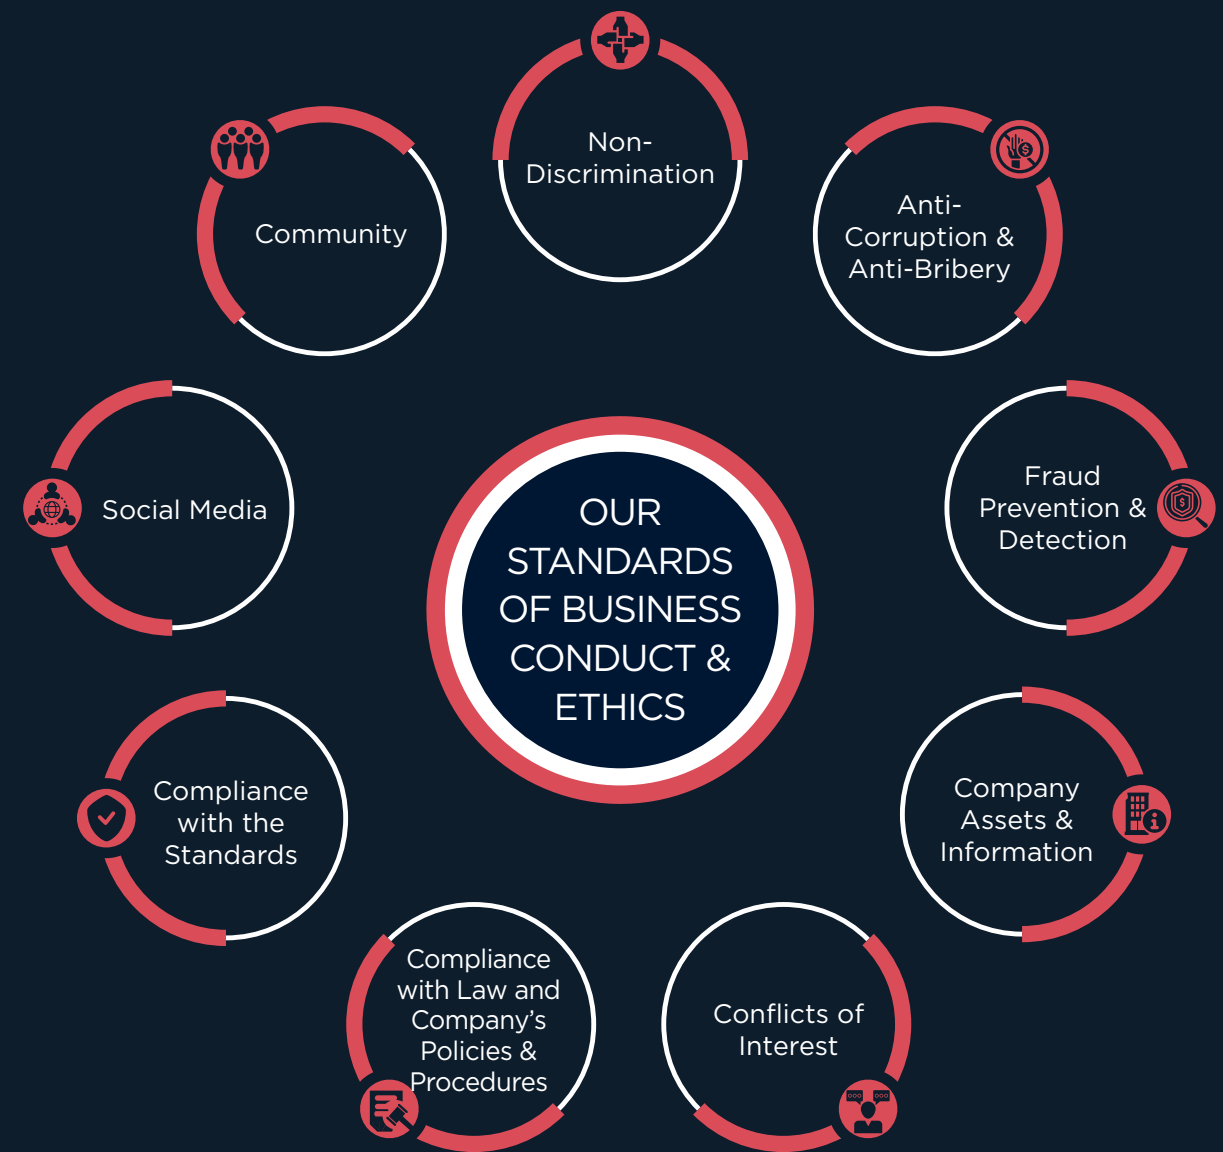 Non-
Discrimination
Anti-
Corruption &
Anti-Bribery
Fraud
Prevention &
Detection
Company
Assets &
Information
Conflicts of
Interest
Compliance
with Law and
Company’s
Policies &
Procedures
Compliance
with the
Standards
Social Media
Community
OUR
STANDARDS
OF BUSINESS
CONDUCT &
ETHICS